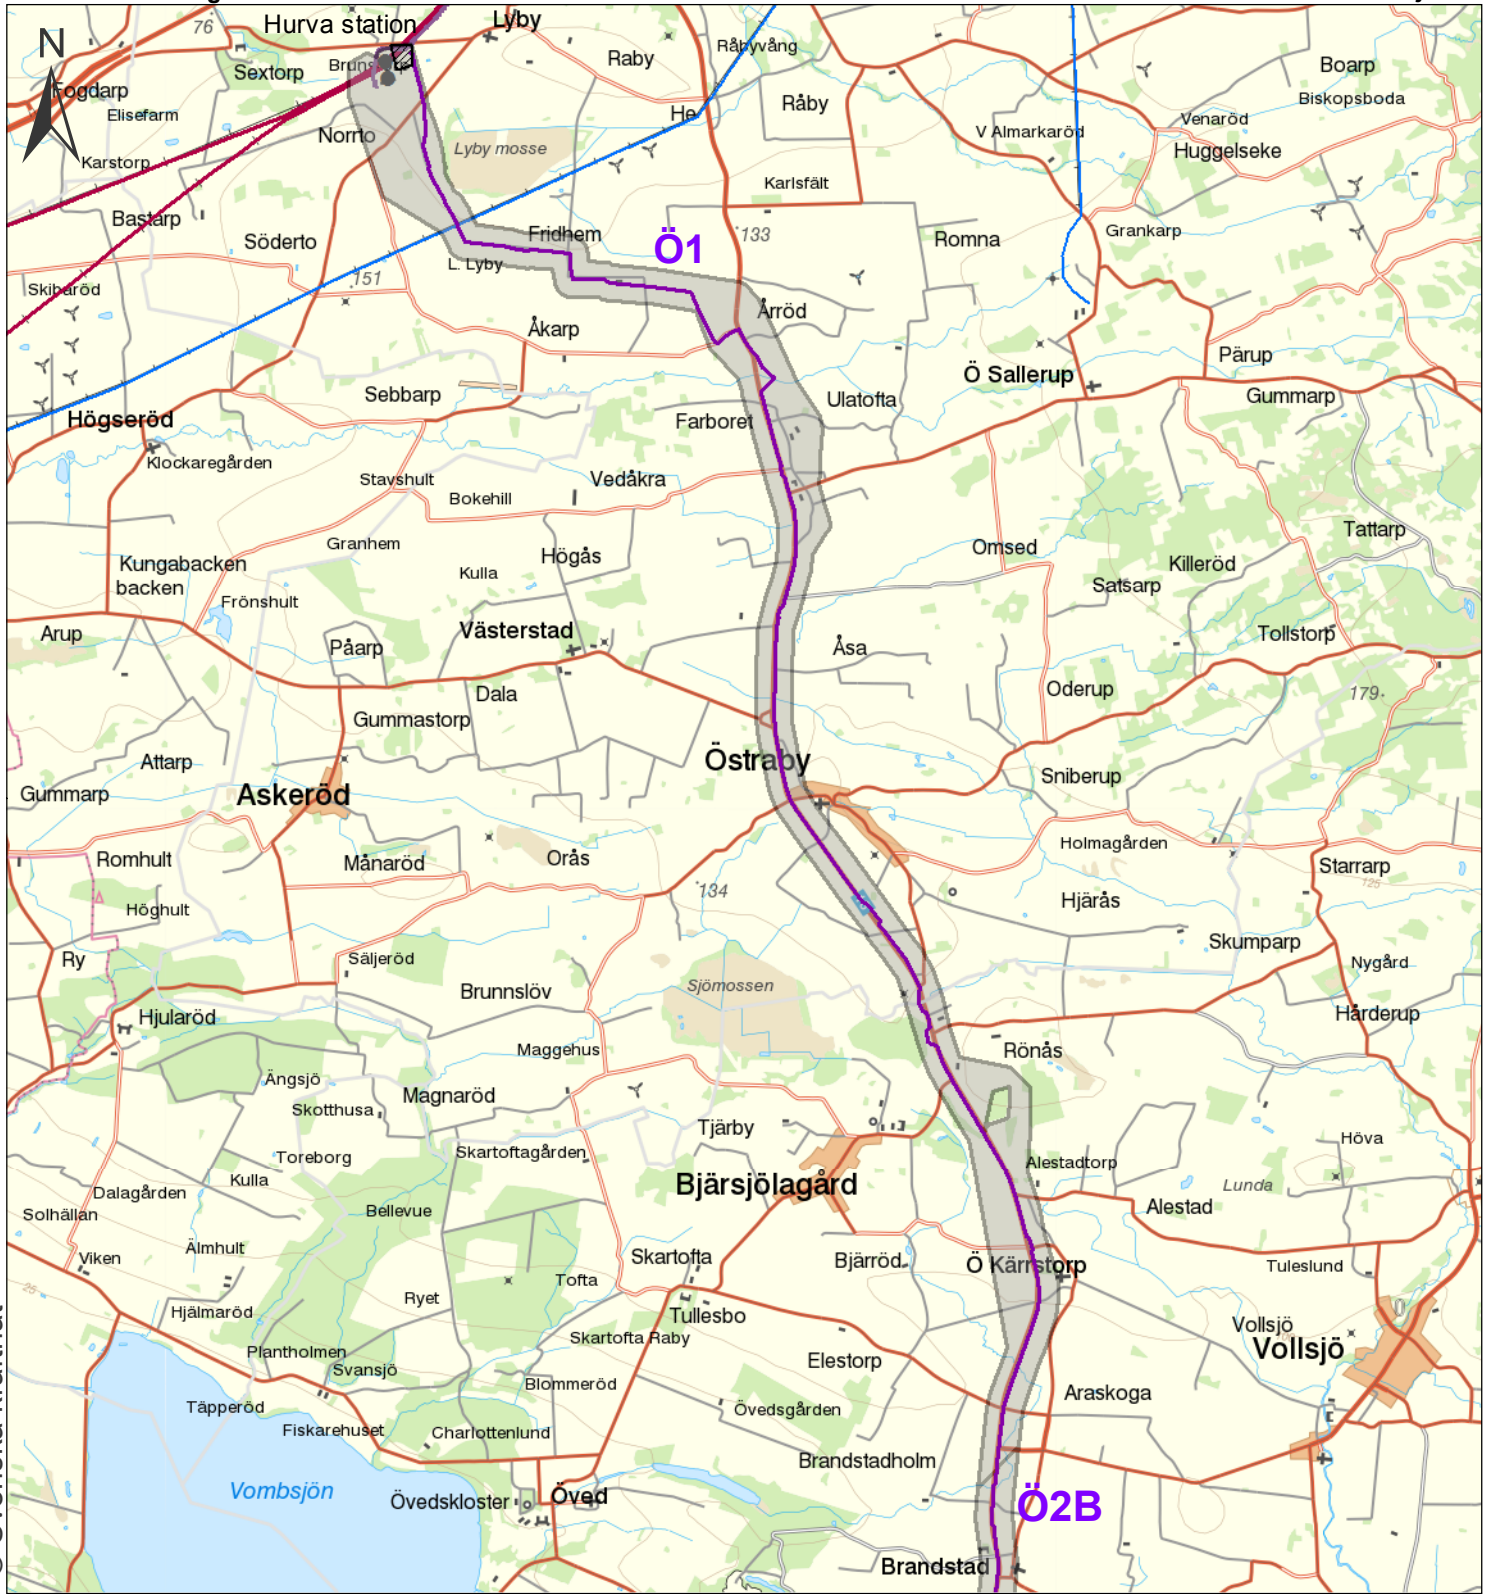 76
Hurva station
Lyby
N
Sextorp
Bruns
Raby
Råbyvång
Boarp
Fogdarp
Biskopsboda
Elisefarm
Råby
He
Venaröd
Norrto
V Almarkaröd
Lyby mosse
Huggelseke
Karstorp
Karlsfält
Bastarp
Söderto
Fridhem
Ö1
133
Romna
Grankarp
L. Lyby
151
Skibaröd
Årröd
Åkarp
Pärup
Ö Sallerup
Sebbarp
Ulatofta
Gummarp
Högseröd
Farboret
Klockaregården
Stavshult
Vedåkra
Bokehill
Tattarp
Granhem
Omsed
Högås
Kungabacken
Killeröd
Kulla
backen
Satsarp
Frönshult
Arup
Västerstad
Tollstorp
Påarp
Åsa
Oderup
179
Dala
Gummastorp
Östraby
Attarp
Sniberup
Gummarp
Askeröd
Holmagården
Romhult
Månaröd
Orås
Starrarp
125
134
Hjärås
Höghult
Skumparp
Ry
Säljeröd
Nygård
Brunnslöv
Sjömossen
Hjularöd
Hårderup
Maggehus
Rönås
Ängsjö
Magnaröd
Skotthusa
Tjärby
Höva
Toreborg
Skartoftagården
Alestadtorp
Kulla
Bjärsjölagård
Lunda
Dalagården
Alestad
Solhällan
Bellevue
Älmhult
Viken
Skartofta
Bjärröd
Ö Kärrstorp
Tuleslund
Tofta
25
Ryet
Hjälmaröd
Tullesbo
Vollsjö
Skartofta Raby
Vollsjö
Plantholmen
Elestorp
Svansjö
Blommeröd
Araskoga
Täpperöd
Övedsgården
Fiskarehuset
Charlottenlund
Brandstadholm
Vombsjön
Övedskloster
Öved
Ö2B
Brandstad